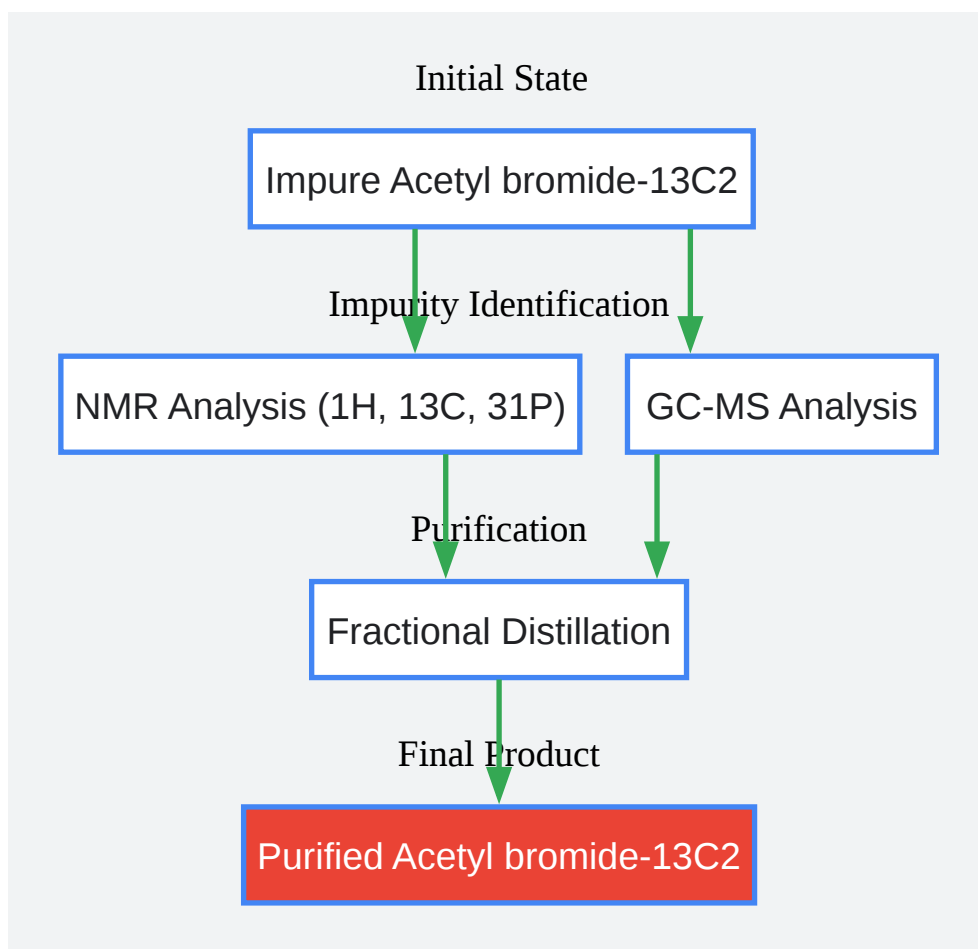 Initial State
Impure Acetyl bromide-13C2
Impurity Identification
NMR Analysis (1H, 13C, 31P)
GC-MS Analysis
Purification
Fractional Distillation
Final Product
Purified Acetyl bromide-13C2